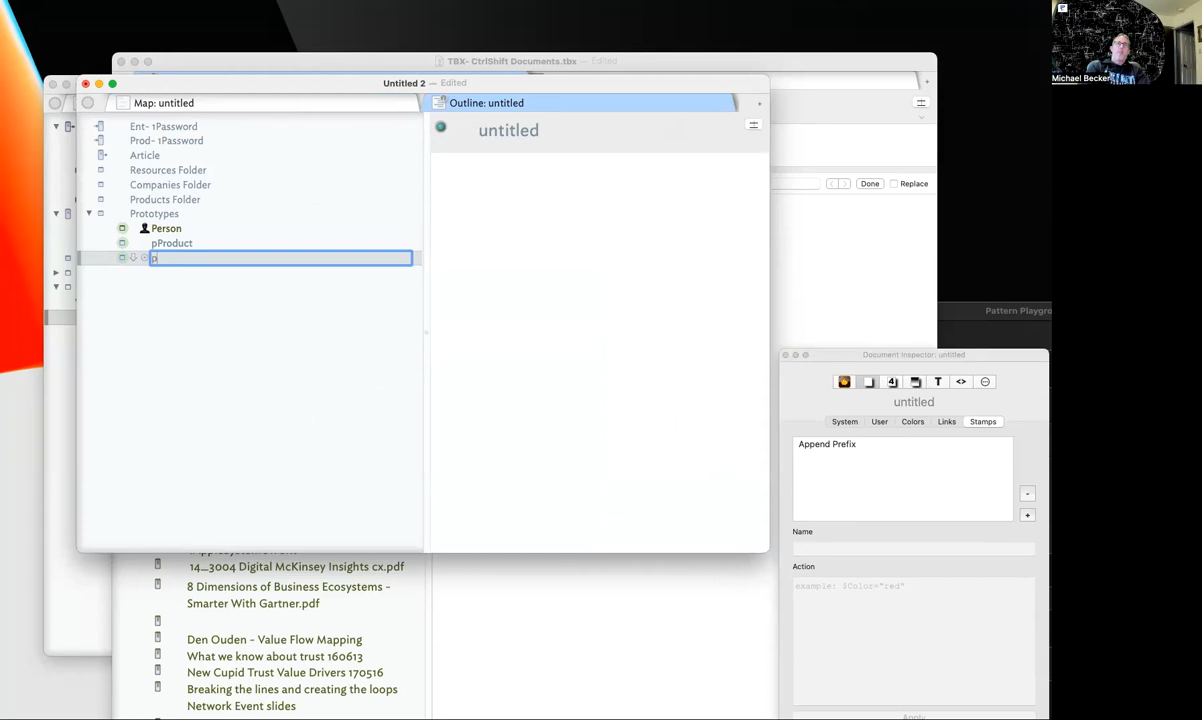 Michael Becker
TBX- CtrlShift Documents.tbx — Edited
Untitled 2 — Edited
Map: untitled
Outline: untitled
Ent- 1Password
Prod- 1Password
Article
Resources Folder
Companies Folder
Products Folder
Prototypes
Person
pProduct
p
untitled
Done
Replace
Pattern Playgrou
Document Inspector: untitled
untitled
System
User
Colors
Links
Stamps
Append Prefix
-
+
Name
Action
example: $Color="red"
Apply
14_3004 Digital McKinsey Insights cx.pdf
8 Dimensions of Business Ecosystems -
Smarter With Gartner.pdf
Den Ouden - Value Flow Mapping
What we know about trust 160613
New Cupid Trust Value Drivers 170516
Breaking the lines and creating the loops
Network Event slides